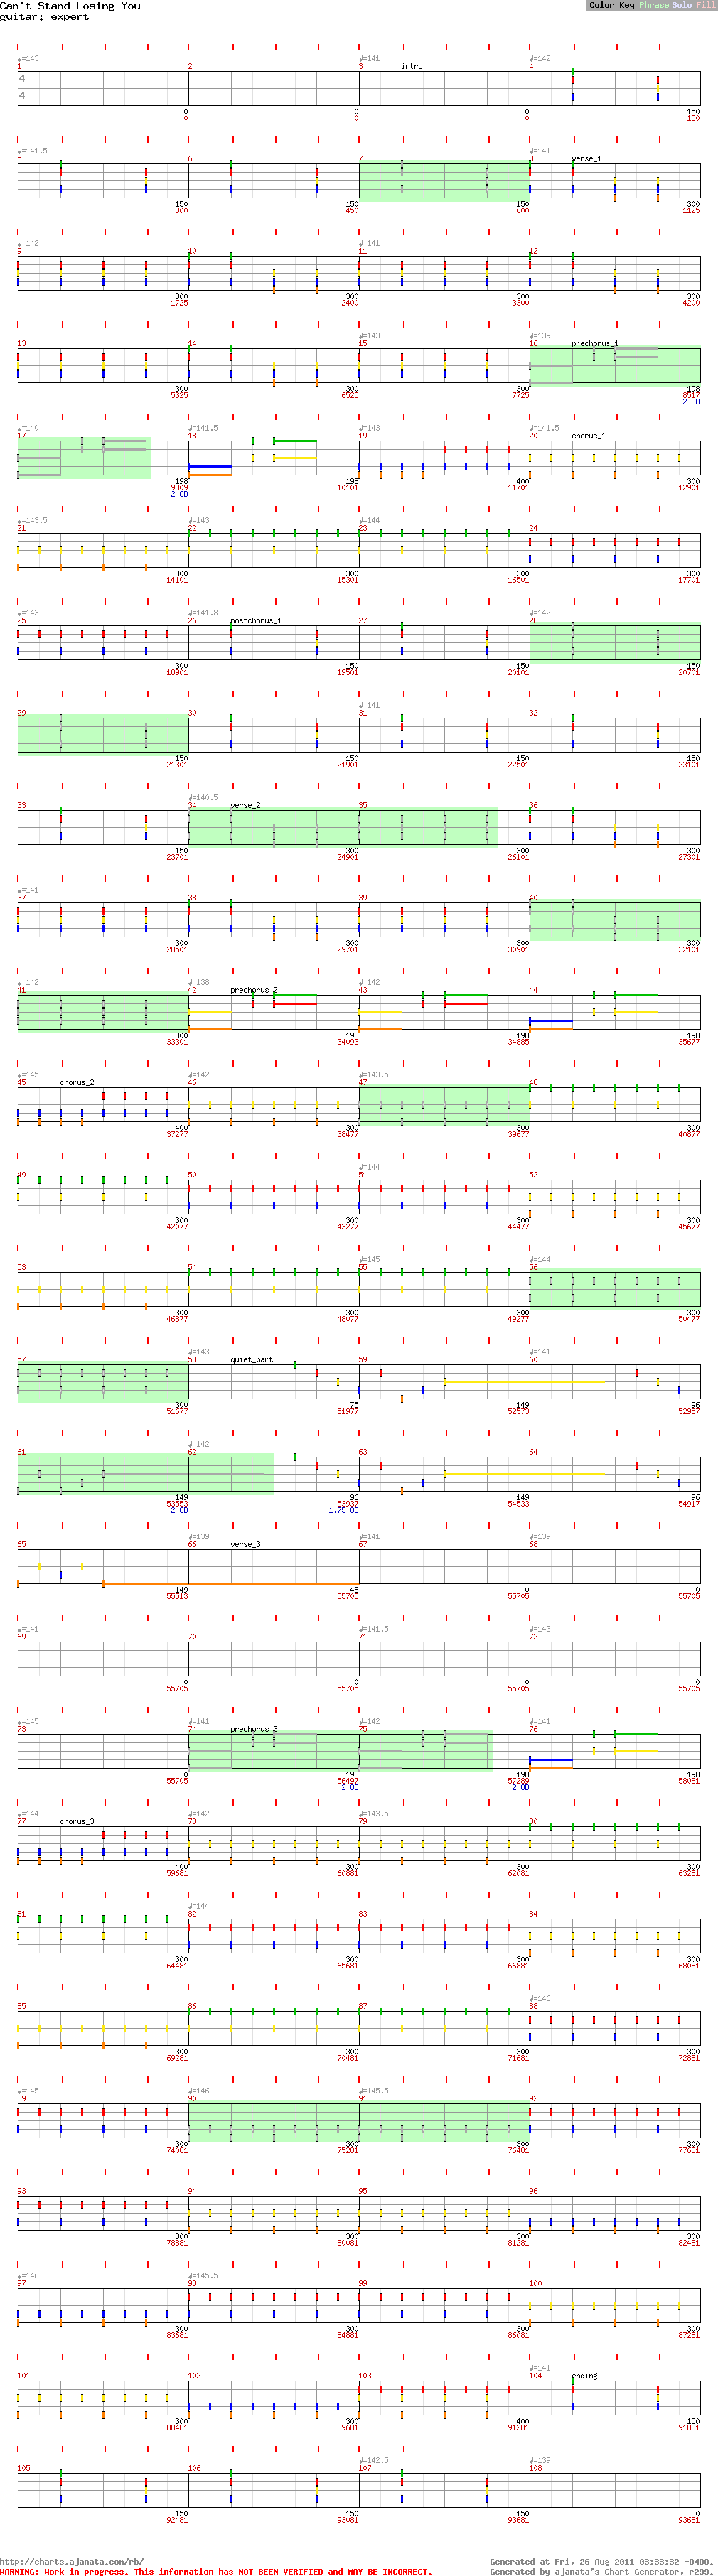 Can't Stand Losing You
guitar: expert
Color Key Phrase Solo Fill
♩=143 ♩=141 ♩=142
1 2 3 intro 4
4
4
0 0 0 150
0 0 0 150
♩=141.5 ♩=141
5 6 7 8 verse_1
150 150 150 300
300 450 600 1125
♩=142 ♩=141
9 10 11 12
300 300 300 300
1725 2400 3300 4200
♩=143 ♩=139
13 14 15 16 prechorus_1
300 300 300 198
5325 6525 7725 8517
2 OD
♩=140 ♩=141.5 ♩=143 ♩=141.5
17 18 19 20 chorus_1
198 198 400 300
9309 10101 11701 12901
2 OD
♩=143.5 ♩=143 ♩=144
21 22 23 24
300 300 300 300
14101 15301 16501 17701
♩=143 ♩=141.8 ♩=142
25 26 postchorus_1 27 28
300 150 150 150
18901 19501 20101 20701
♩=141
29 30 31 32
150 150 150 150
21301 21901 22501 23101
♩=140.5
33 34 verse_2 35 36
150 300 300 300
23701 24901 26101 27301
♩=141
37 38 39 40
300 300 300 300
28501 29701 30901 32101
♩=142 ♩=138 ♩=142
41 42 prechorus_2 43 44
300 198 198 198
33301 34093 34885 35677
♩=145 ♩=142 ♩=143.5
45 chorus_2 46 47 48
400 300 300 300
37277 38477 39677 40877
♩=144
49 50 51 52
300 300 300 300
42077 43277 44477 45677
♩=145 ♩=144
53 54 55 56
300 300 300 300
46877 48077 49277 50477
♩=143 ♩=141
57 58 quiet_part 59 60
300 75 149 96
51677 51977 52573 52957
♩=142
61 62 63 64
149 96 149 96
53553 53937 54533 54917
2 OD 1.75 OD
♩=139 ♩=141 ♩=139
65 66 verse_3 67 68
149 48 0 0
55513 55705 55705 55705
♩=141 ♩=141.5 ♩=143
69 70 71 72
0 0 0 0
55705 55705 55705 55705
♩=145 ♩=141 ♩=142 ♩=141
73 74 prechorus_3 75 76
0 198 198 198
55705 56497 57289 58081
2 OD 2 OD
♩=144 ♩=142 ♩=143.5
77 chorus_3 78 79 80
400 300 300 300
59681 60881 62081 63281
♩=144
81 82 83 84
300 300 300 300
64481 65681 66881 68081
♩=146
85 86 87 88
300 300 300 300
69281 70481 71681 72881
♩=145 ♩=146 ♩=145.5
89 90 91 92
300 300 300 300
74081 75281 76481 77681
93 94 95 96
300 300 300 300
78881 80081 81281 82481
♩=146 ♩=145.5
97 98 99 100
300 300 300 300
83681 84881 86081 87281
♩=141
101 102 103 104 ending
300 300 400 150
88481 89681 91281 91881
♩=142.5 ♩=139
105 106 107 108
150 150 150 0
92481 93081 93681 93681
http://charts.ajanata.com/rb/ Generated at Fri, 26 Aug 2011 03:33:32 -0400.
WARNING: Work in progress. This information has NOT BEEN VERIFIED and MAY BE INCORRECT. Generated by ajanata's Chart Generator, r299.